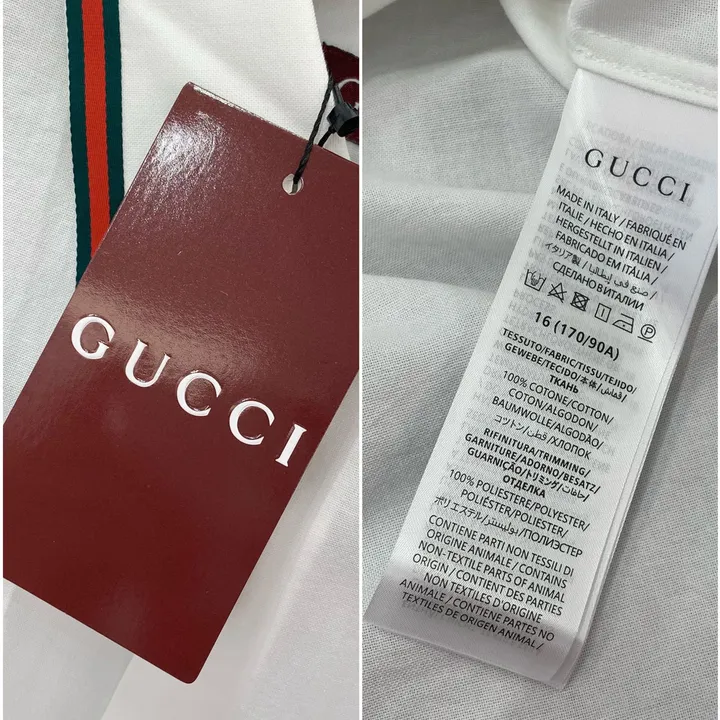 GUCCI
GUCCI
MADE IN ITALY / FABRIQUÉ EN
ITALIE / HECHO EN ITALIA /
HERGESTELLT IN ITALIEN /
FABRICADO EM ITÁLIA /
イタリア製 / صنع في إيطاليا /
СДЕЛАНО В ИТАЛИИ
16 (170/90A)
TESSUTO/FABRIC/TISSU/TEJIDO/
GEWEBE/TECIDO/本体/قماش/
ТКАНЬ
100% COTONE/COTTON/
COTON/ALGODON/
BAUMWOLLE/ALGODÃO/
コットン/قطن/ХЛОПОК
RIFINITURA/TRIMMING/
GARNITURE/ADORNO/BESATZ/
GUARNIÇÃO/トリミング/حافات/
ОТДЕЛКА
100% POLIESTERE/POLYESTER/
POLIÉSTER/POLYESTER/
ポリエステル/بوليستر/ПОЛИЭСТЕР
CONTIENE PARTI NON TESSILI DI
ORIGINE ANIMALE / CONTAINS
NON-TEXTILE PARTS OF ANIMAL
ORIGIN / CONTIENT DES PARTIES
NON TEXTILES D'ORIGINE
ANIMALE / CONTIENE PARTES NO
TEXTILES DE ORIGEN ANIMAL /